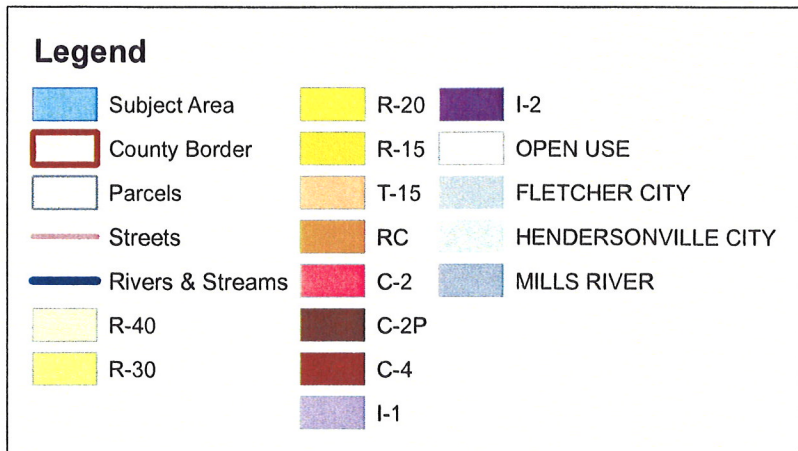 Legend
Subject Area
County Border
Parcels
Streets
Rivers & Streams
R-40
R-30
R-20
R-15
T-15
RC
C-2
C-2P
C-4
I-1
I-2
OPEN USE
FLETCHER CITY
HENDERSONVILLE CITY
MILLS RIVER